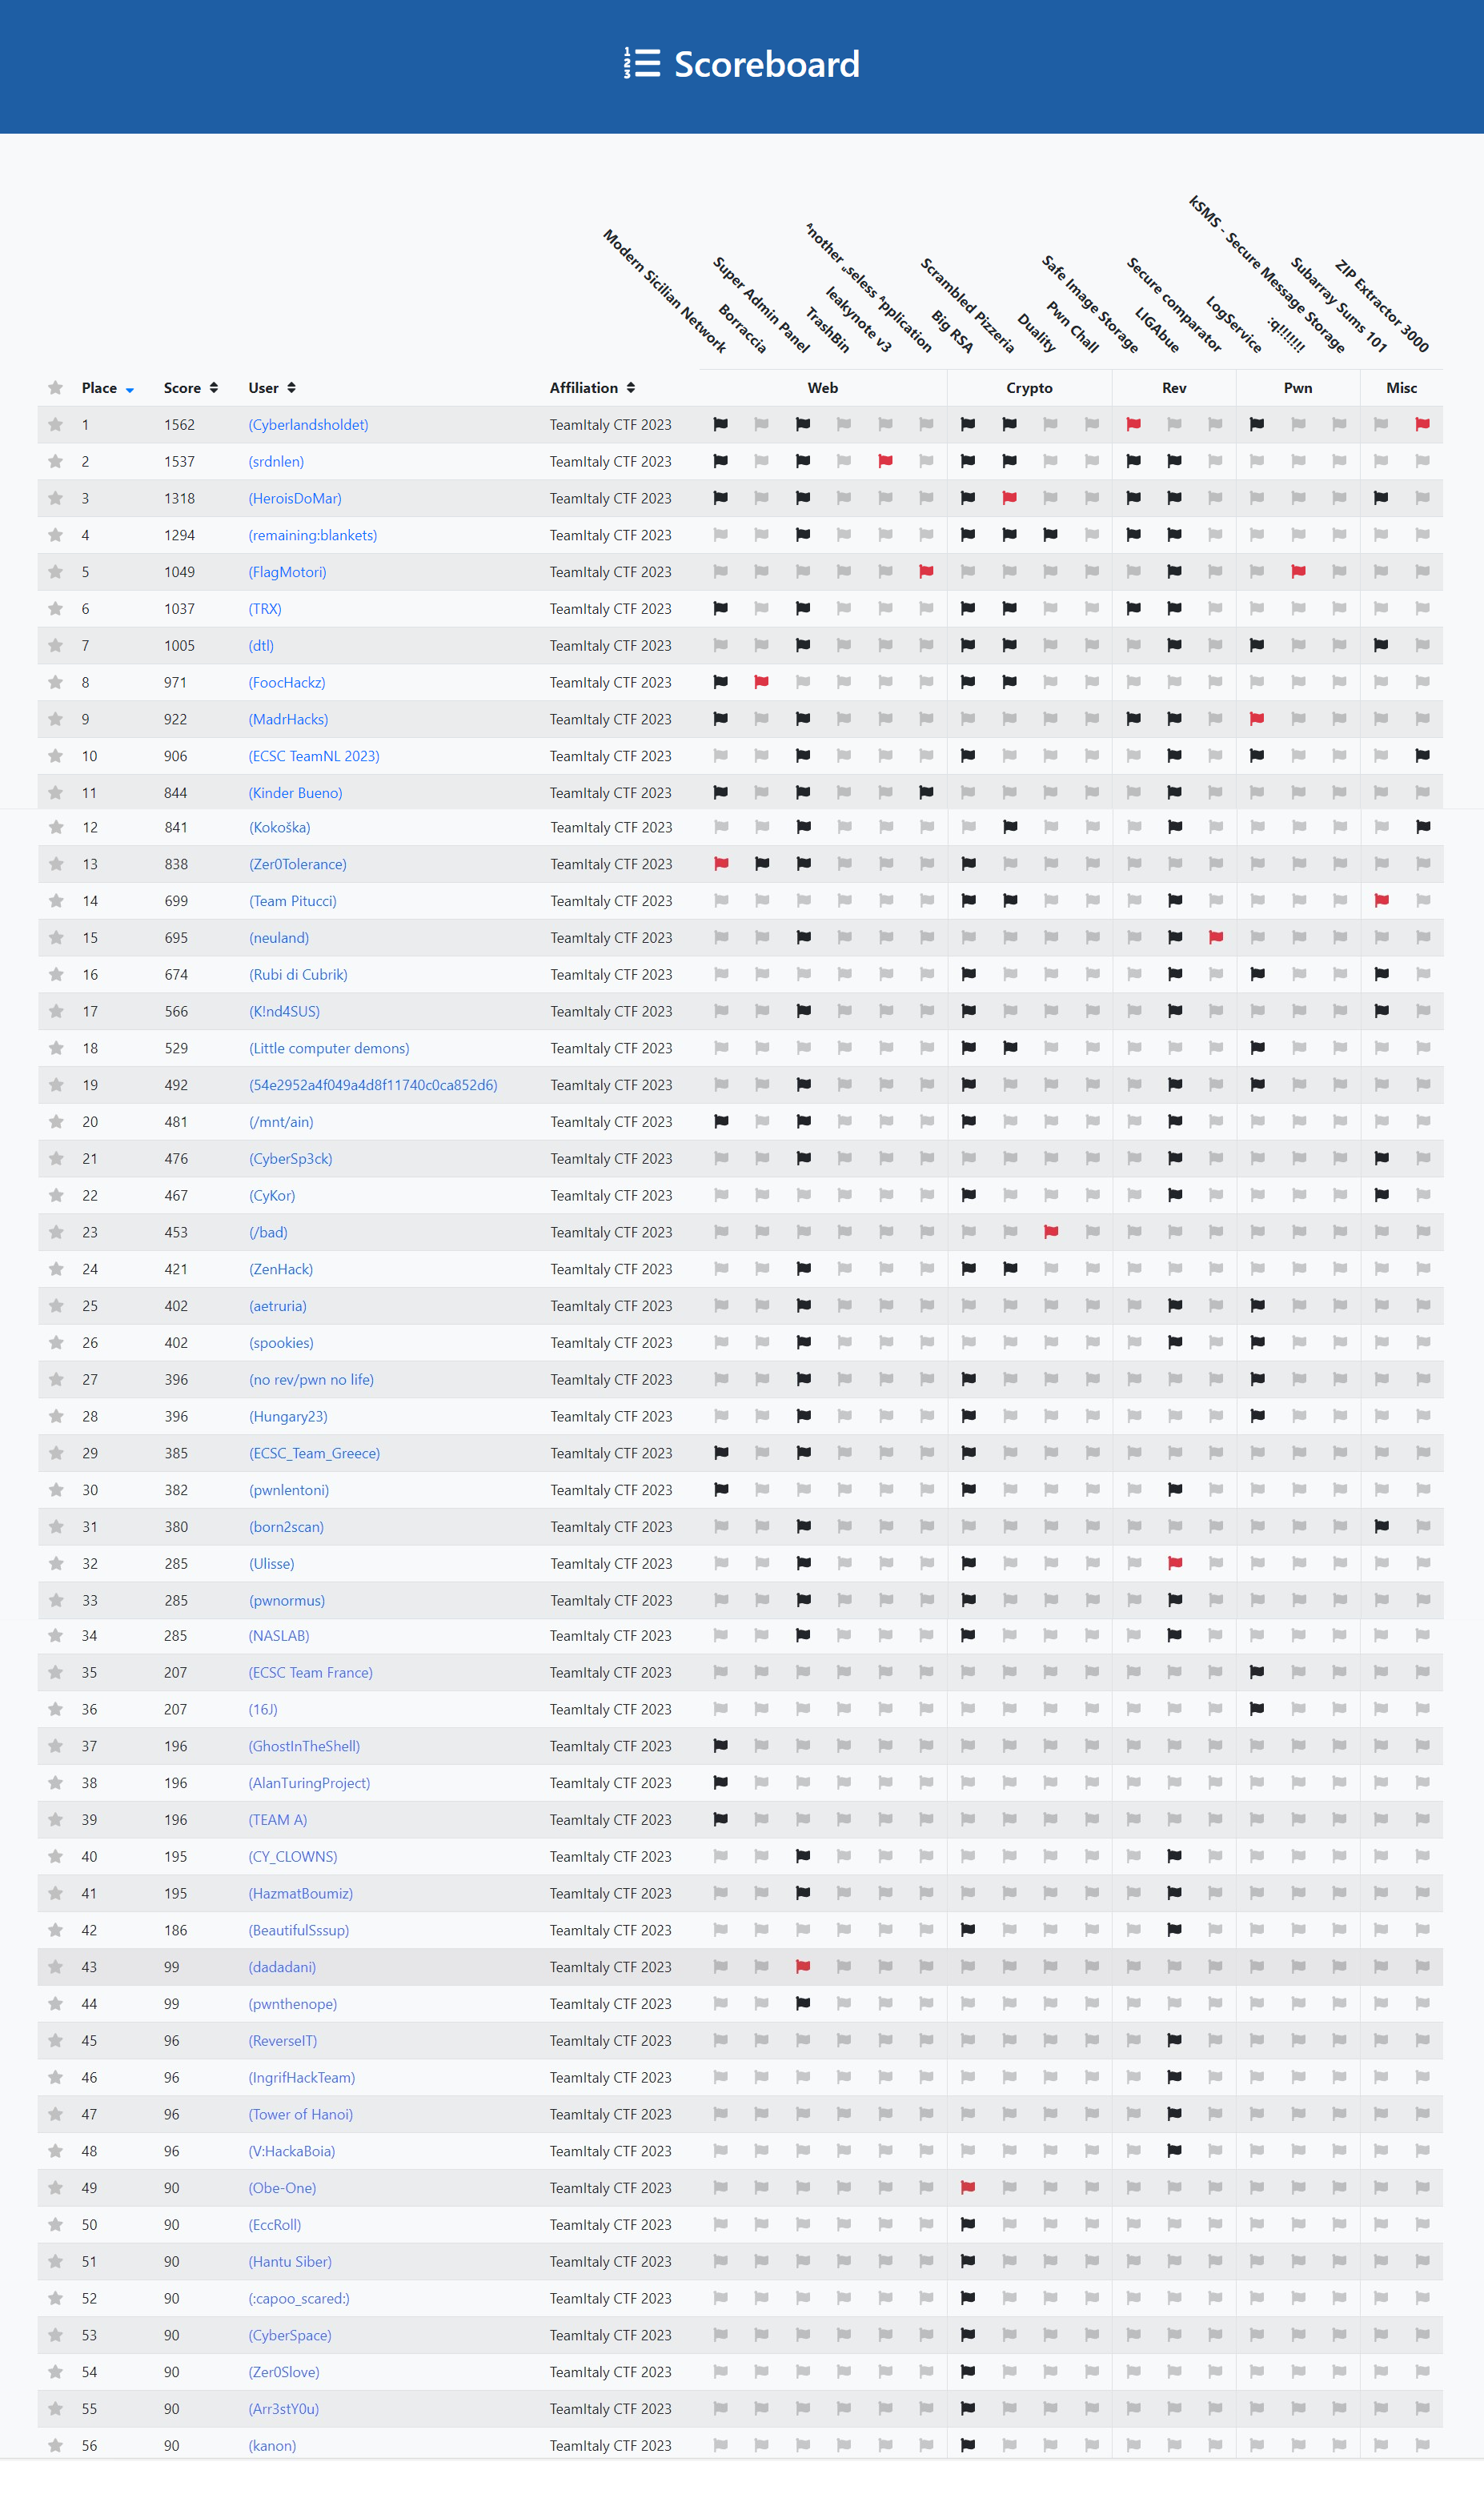 Scoreboard
Modern Sicilian Network
Borraccia
Super Admin Panel
TrashBin
leakynote v3
ᴬnother ᵤseless ᴬpplication
Big RSA
Scrambled Pizzeria
Duality
Pwn Chall
Safe Image Storage
LIGAbue
Secure comparator
LogService
:q!!!!!!!
kSMS - Secure Message Storage
Subarray Sums 101
ZIP Extractor 3000
Place Score User Affiliation Web Crypto Rev Pwn Misc
1 1562 (Cyberlandsholdet) TeamItaly CTF 2023
2 1537 (srdnlen) TeamItaly CTF 2023
3 1318 (HeroisDoMar) TeamItaly CTF 2023
4 1294 (remaining:blankets) TeamItaly CTF 2023
5 1049 (FlagMotori) TeamItaly CTF 2023
6 1037 (TRX) TeamItaly CTF 2023
7 1005 (dtl) TeamItaly CTF 2023
8 971 (FoocHackz) TeamItaly CTF 2023
9 922 (MadrHacks) TeamItaly CTF 2023
10 906 (ECSC TeamNL 2023) TeamItaly CTF 2023
11 844 (Kinder Bueno) TeamItaly CTF 2023
12 841 (Kokoška) TeamItaly CTF 2023
13 838 (Zer0Tolerance) TeamItaly CTF 2023
14 699 (Team Pitucci) TeamItaly CTF 2023
15 695 (neuland) TeamItaly CTF 2023
16 674 (Rubi di Cubrik) TeamItaly CTF 2023
17 566 (K!nd4SUS) TeamItaly CTF 2023
18 529 (Little computer demons) TeamItaly CTF 2023
19 492 (54e2952a4f049a4d8f11740c0ca852d6) TeamItaly CTF 2023
20 481 (/mnt/ain) TeamItaly CTF 2023
21 476 (CyberSp3ck) TeamItaly CTF 2023
22 467 (CyKor) TeamItaly CTF 2023
23 453 (/bad) TeamItaly CTF 2023
24 421 (ZenHack) TeamItaly CTF 2023
25 402 (aetruria) TeamItaly CTF 2023
26 402 (spookies) TeamItaly CTF 2023
27 396 (no rev/pwn no life) TeamItaly CTF 2023
28 396 (Hungary23) TeamItaly CTF 2023
29 385 (ECSC_Team_Greece) TeamItaly CTF 2023
30 382 (pwnlentoni) TeamItaly CTF 2023
31 380 (born2scan) TeamItaly CTF 2023
32 285 (Ulisse) TeamItaly CTF 2023
33 285 (pwnormus) TeamItaly CTF 2023
34 285 (NASLAB) TeamItaly CTF 2023
35 207 (ECSC Team France) TeamItaly CTF 2023
36 207 (16J) TeamItaly CTF 2023
37 196 (GhostInTheShell) TeamItaly CTF 2023
38 196 (AlanTuringProject) TeamItaly CTF 2023
39 196 (TEAM A) TeamItaly CTF 2023
40 195 (CY_CLOWNS) TeamItaly CTF 2023
41 195 (HazmatBoumiz) TeamItaly CTF 2023
42 186 (BeautifulSssup) TeamItaly CTF 2023
43 99 (dadadani) TeamItaly CTF 2023
44 99 (pwnthenope) TeamItaly CTF 2023
45 96 (ReverseIT) TeamItaly CTF 2023
46 96 (IngrifHackTeam) TeamItaly CTF 2023
47 96 (Tower of Hanoi) TeamItaly CTF 2023
48 96 (V:HackaBoia) TeamItaly CTF 2023
49 90 (Obe-One) TeamItaly CTF 2023
50 90 (EccRoll) TeamItaly CTF 2023
51 90 (Hantu Siber) TeamItaly CTF 2023
52 90 (:capoo_scared:) TeamItaly CTF 2023
53 90 (CyberSpace) TeamItaly CTF 2023
54 90 (Zer0Slove) TeamItaly CTF 2023
55 90 (Arr3stY0u) TeamItaly CTF 2023
56 90 (kanon) TeamItaly CTF 2023